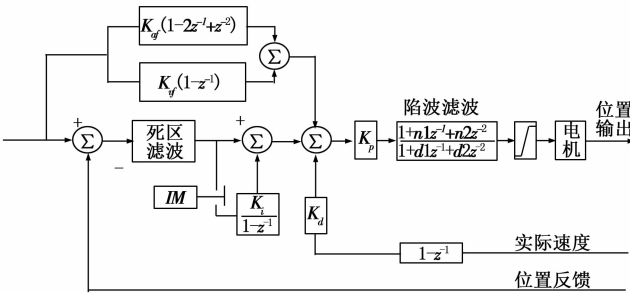 K_af(1-2z^-1+z^-2)
Σ
K_vf(1-z^-1)
陷波滤波
位置
输出
+
Σ
−
死区
滤波
+
Σ
Σ
K_p
1+n1z^-1+n2z^-2
1+d1z^-1+d2z^-2
电
机
IM
K_i
1-z^-1
K_d
1-z^-1
实际速度
位置反馈